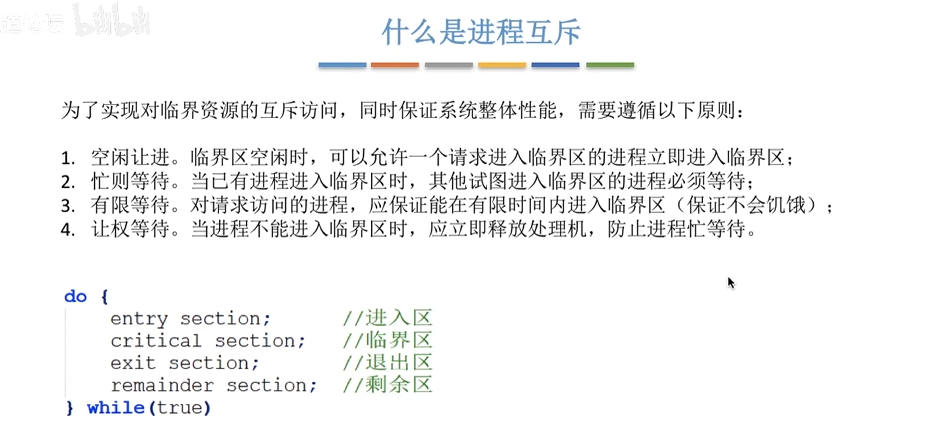 bilibili
什么是进程互斥
为了实现对临界资源的互斥访问，同时保证系统整体性能，需要遵循以下原则：
1. 空闲让进。临界区空闲时，可以允许一个请求进入临界区的进程立即进入临界区；
2. 忙则等待。当已有进程进入临界区时，其他试图进入临界区的进程必须等待；
3. 有限等待。对请求访问的进程，应保证能在有限时间内进入临界区（保证不会饥饿）；
4. 让权等待。当进程不能进入临界区时，应立即释放处理机，防止进程忙等待。
do {
entry section; //进入区
critical section; //临界区
exit section; //退出区
remainder section; //剩余区
} while(true)